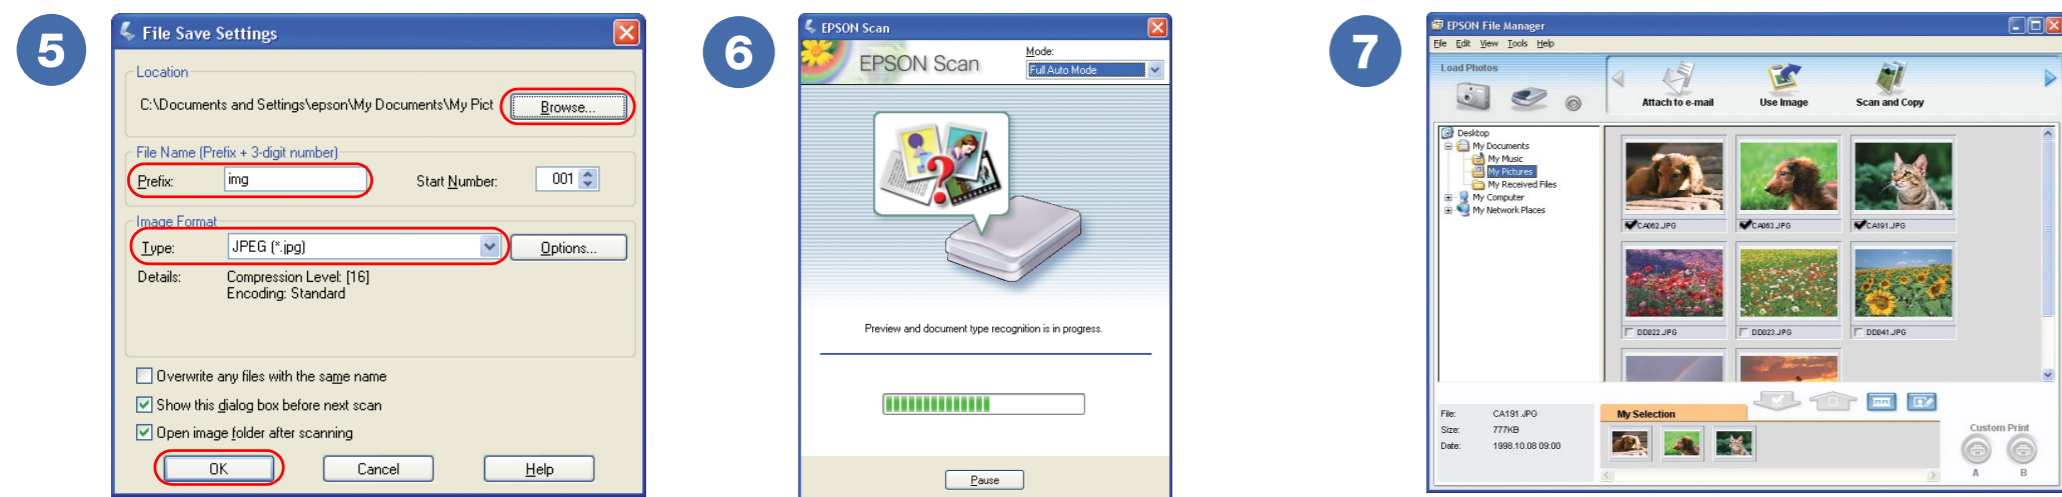 5
File Save Settings
Location
C:\Documents and Settings\epson\My Documents\My Pict
Browse...
File Name (Prefix + 3-digit number)
Prefix:
img
Start Number:
001
Image Format
Type:
JPEG (*.jpg)
Options...
Details:
Compression Level: [16]
Encoding: Standard
Overwrite any files with the same name
Show this dialog box before next scan
Open image folder after scanning
OK
Cancel
Help
6
EPSON Scan
EPSON Scan
Mode:
Full Auto Mode
Preview and document type recognition is in progress.
Pause
7
EPSON File Manager
File Edit View Tools Help
Load Photos
Attach to e-mail
Use Image
Scan and Copy
Desktop
My Documents
My Music
My Pictures
My Received Files
My Computer
My Network Places
CA062.JPG
CA063.JPG
CA191.JPG
DD022.JPG
DD023.JPG
DD041.JPG
File: CA191.JPG
Size: 777KB
Date: 1998.10.08 09:00
My Selection
Custom Print
A
B